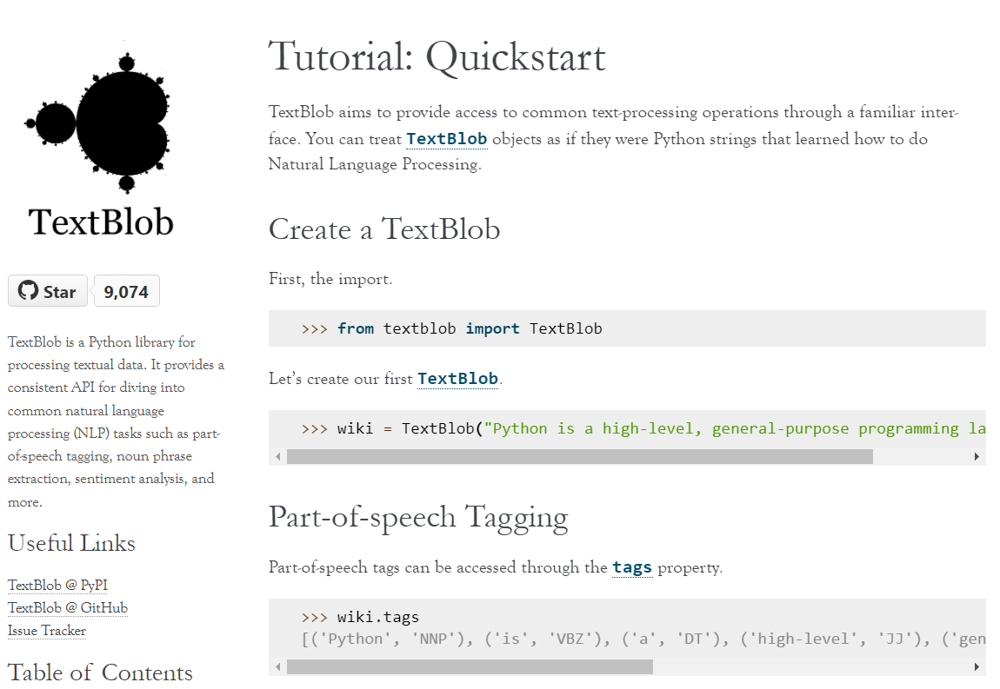 TextBlob
Star
9,074
TextBlob is a Python library for
processing textual data. It provides a
consistent API for diving into
common natural language
processing (NLP) tasks such as part-
of-speech tagging, noun phrase
extraction, sentiment analysis, and
more.
Useful Links
TextBlob @ PyPI
TextBlob @ GitHub
Issue Tracker
Table of Contents
Tutorial: Quickstart
TextBlob aims to provide access to common text-processing operations through a familiar inter-
face. You can treat TextBlob objects as if they were Python strings that learned how to do
Natural Language Processing.
Create a TextBlob
First, the import.
>>> from textblob import TextBlob
Let’s create our first TextBlob.
>>> wiki = TextBlob("Python is a high-level, general-purpose programming la
Part-of-speech Tagging
Part-of-speech tags can be accessed through the tags property.
>>> wiki.tags
[('Python', 'NNP'), ('is', 'VBZ'), ('a', 'DT'), ('high-level', 'JJ'), ('gen